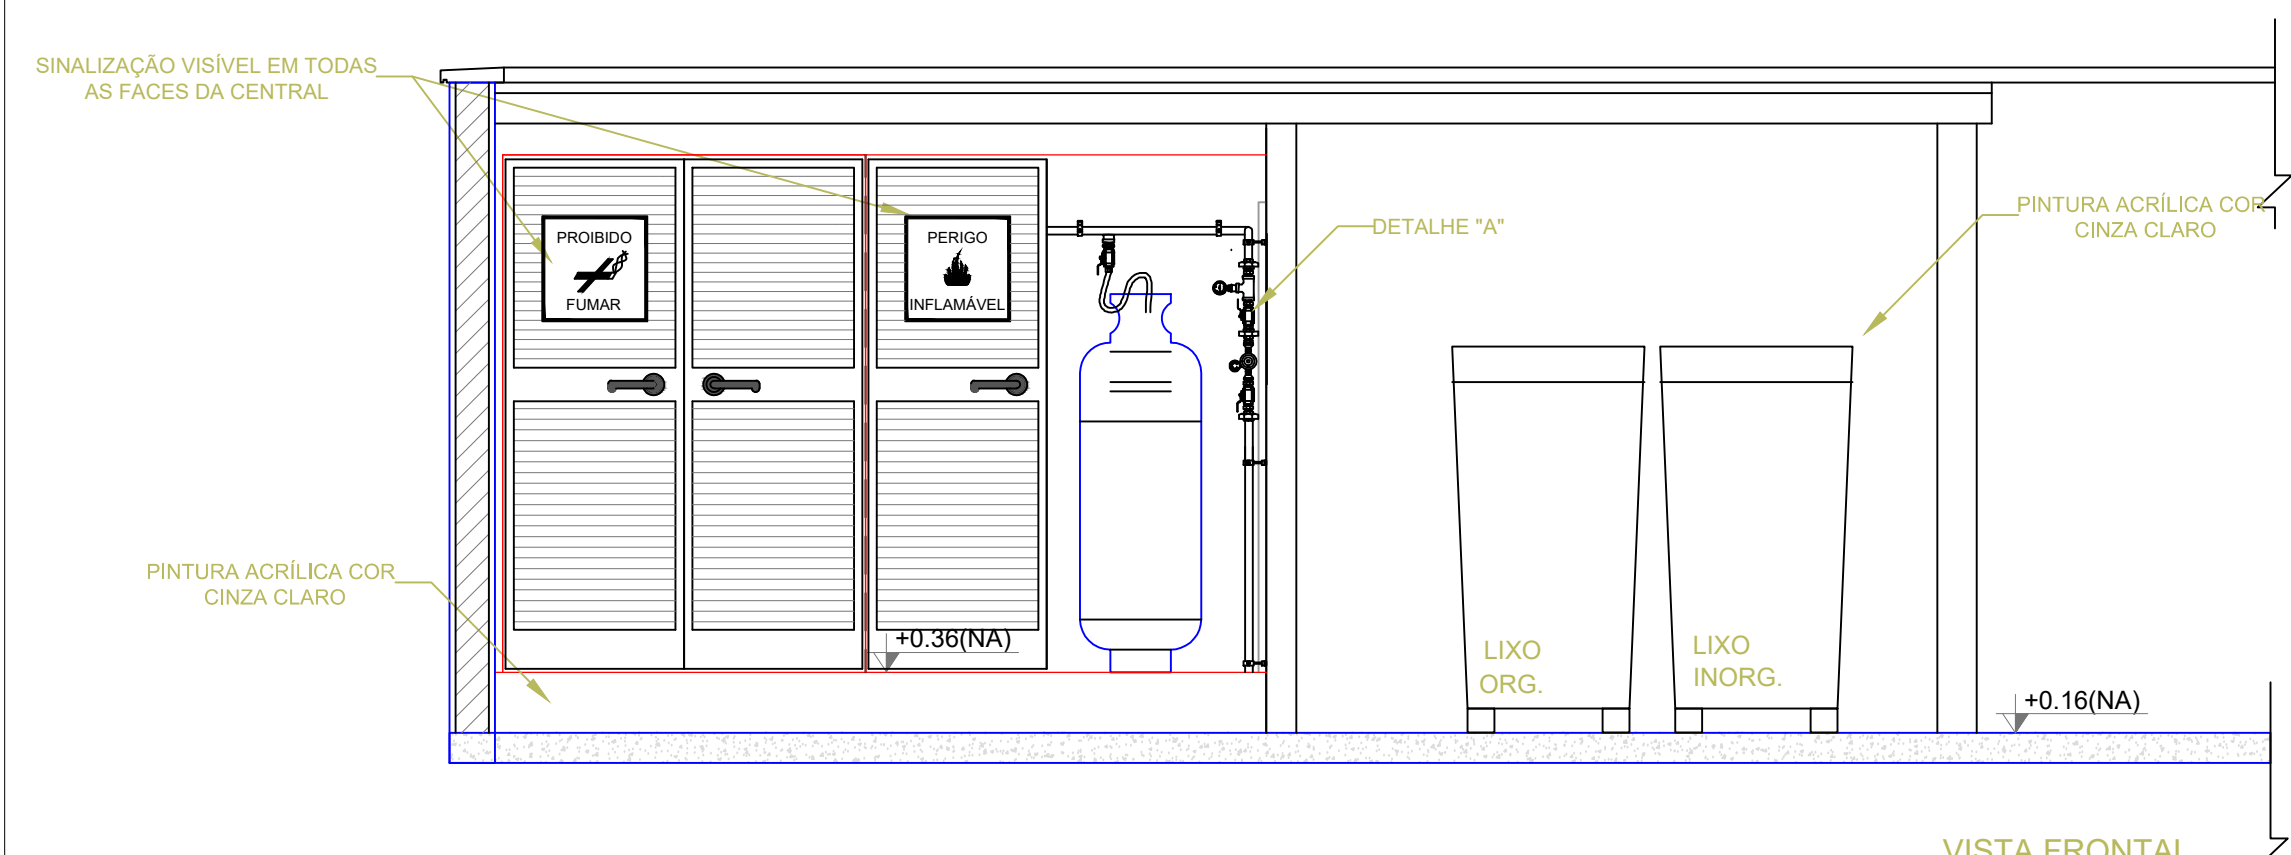 SINALIZAÇÃO VISÍVEL EM TODAS
AS FACES DA CENTRAL
PROIBIDO
FUMAR
PERIGO
INFLAMÁVEL
DETALHE "A"
PINTURA ACRÍLICA COR
CINZA CLARO
PINTURA ACRÍLICA COR
CINZA CLARO
+0.36(NA)
LIXO
ORG.
LIXO
INORG.
+0.16(NA)
VISTA FRONTAL